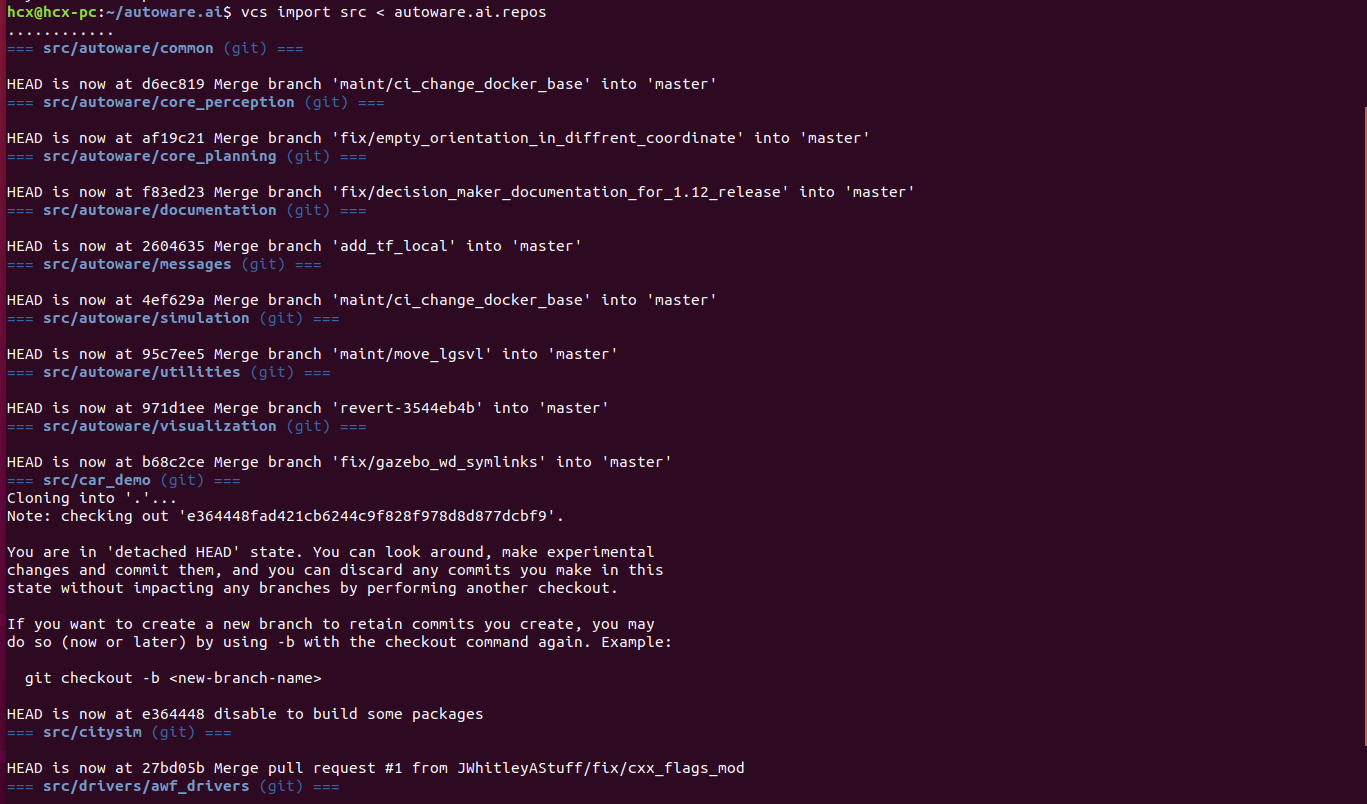 hcx@hcx-pc:~/autoware.ai$ vcs import src < autoware.ai.repos
............
=== src/autoware/common (git) ===
HEAD is now at d6ec819 Merge branch 'maint/ci_change_docker_base' into 'master'
=== src/autoware/core_perception (git) ===
HEAD is now at af19c21 Merge branch 'fix/empty_orientation_in_diffrent_coordinate' into 'master'
=== src/autoware/core_planning (git) ===
HEAD is now at f83ed23 Merge branch 'fix/decision_maker_documentation_for_1.12_release' into 'master'
=== src/autoware/documentation (git) ===
HEAD is now at 2604635 Merge branch 'add_tf_local' into 'master'
=== src/autoware/messages (git) ===
HEAD is now at 4ef629a Merge branch 'maint/ci_change_docker_base' into 'master'
=== src/autoware/simulation (git) ===
HEAD is now at 95c7ee5 Merge branch 'maint/move_lgsvl' into 'master'
=== src/autoware/utilities (git) ===
HEAD is now at 971d1ee Merge branch 'revert-3544eb4b' into 'master'
=== src/autoware/visualization (git) ===
HEAD is now at b68c2ce Merge branch 'fix/gazebo_wd_symlinks' into 'master'
=== src/car_demo (git) ===
Cloning into '.'...
Note: checking out 'e364448fad421cb6244c9f828f978d8d877dcbf9'.
You are in 'detached HEAD' state. You can look around, make experimental
changes and commit them, and you can discard any commits you make in this
state without impacting any branches by performing another checkout.
If you want to create a new branch to retain commits you create, you may
do so (now or later) by using -b with the checkout command again. Example:
git checkout -b <new-branch-name>
HEAD is now at e364448 disable to build some packages
=== src/citysim (git) ===
HEAD is now at 27bd05b Merge pull request #1 from JWhitleyAStuff/fix/cxx_flags_mod
=== src/drivers/awf_drivers (git) ===